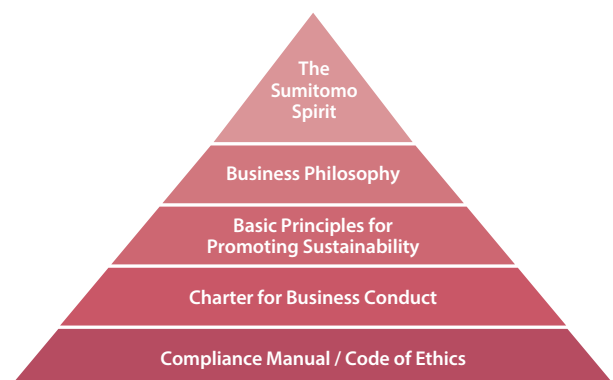 The
Sumitomo
Spirit
Business Philosophy
Basic Principles for
Promoting Sustainability
Charter for Business Conduct
Compliance Manual / Code of Ethics